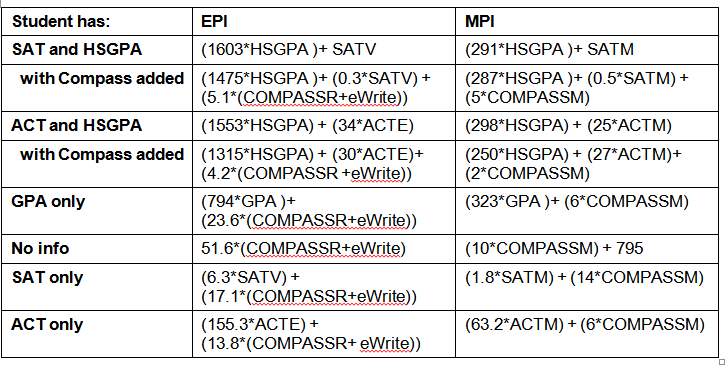 Student has: EPI MPI
SAT and HSGPA (1603*HSGPA )+ SATV (291*HSGPA )+ SATM
with Compass added (1475*HSGPA )+ (0.3*SATV) + (287*HSGPA )+ (0.5*SATM) +
(5.1*(COMPASSR+eWrite)) (5*COMPASSM)
ACT and HSGPA (1553*HSGPA) + (34*ACTE) (298*HSGPA) + (25*ACTM)
with Compass added (1315*HSGPA) + (30*ACTE)+ (250*HSGPA) + (27*ACTM)+
(4.2*(COMPASSR +eWrite)) (2*COMPASSM)
GPA only (794*GPA )+ (323*GPA )+ (6*COMPASSM)
(23.6*(COMPASSR+eWrite))
No info 51.6*(COMPASSR+eWrite) (10*COMPASSM) + 795
SAT only (6.3*SATV) + (1.8*SATM) + (14*COMPASSM)
(17.1*(COMPASSR+eWrite))
ACT only (155.3*ACTE) + (63.2*ACTM) + (6*COMPASSM)
(13.8*(COMPASSR+ eWrite))